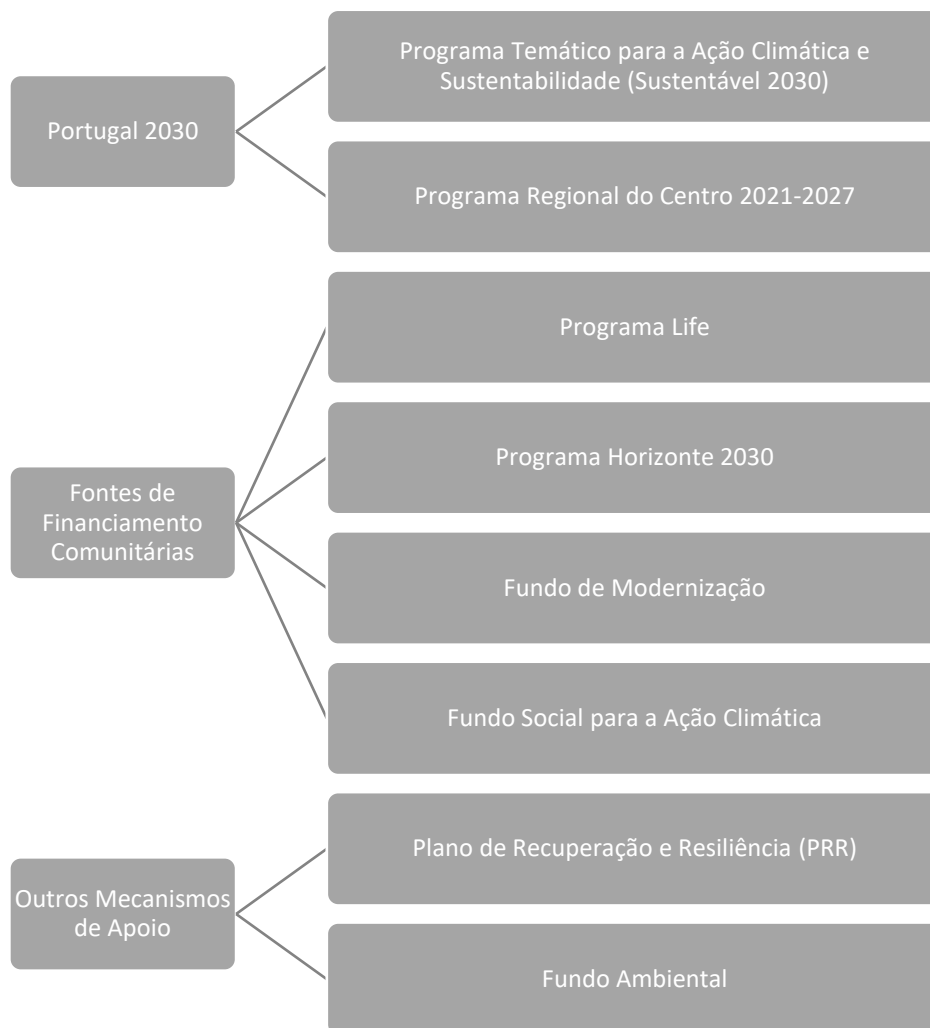 Portugal 2030
Programa Temático para a Ação Climática e
Sustentabilidade (Sustentável 2030)
Programa Regional do Centro 2021-2027
Fontes de
Financiamento
Comunitárias
Programa Life
Programa Horizonte 2030
Fundo de Modernização
Fundo Social para a Ação Climática
Outros Mecanismos
de Apoio
Plano de Recuperação e Resiliência (PRR)
Fundo Ambiental